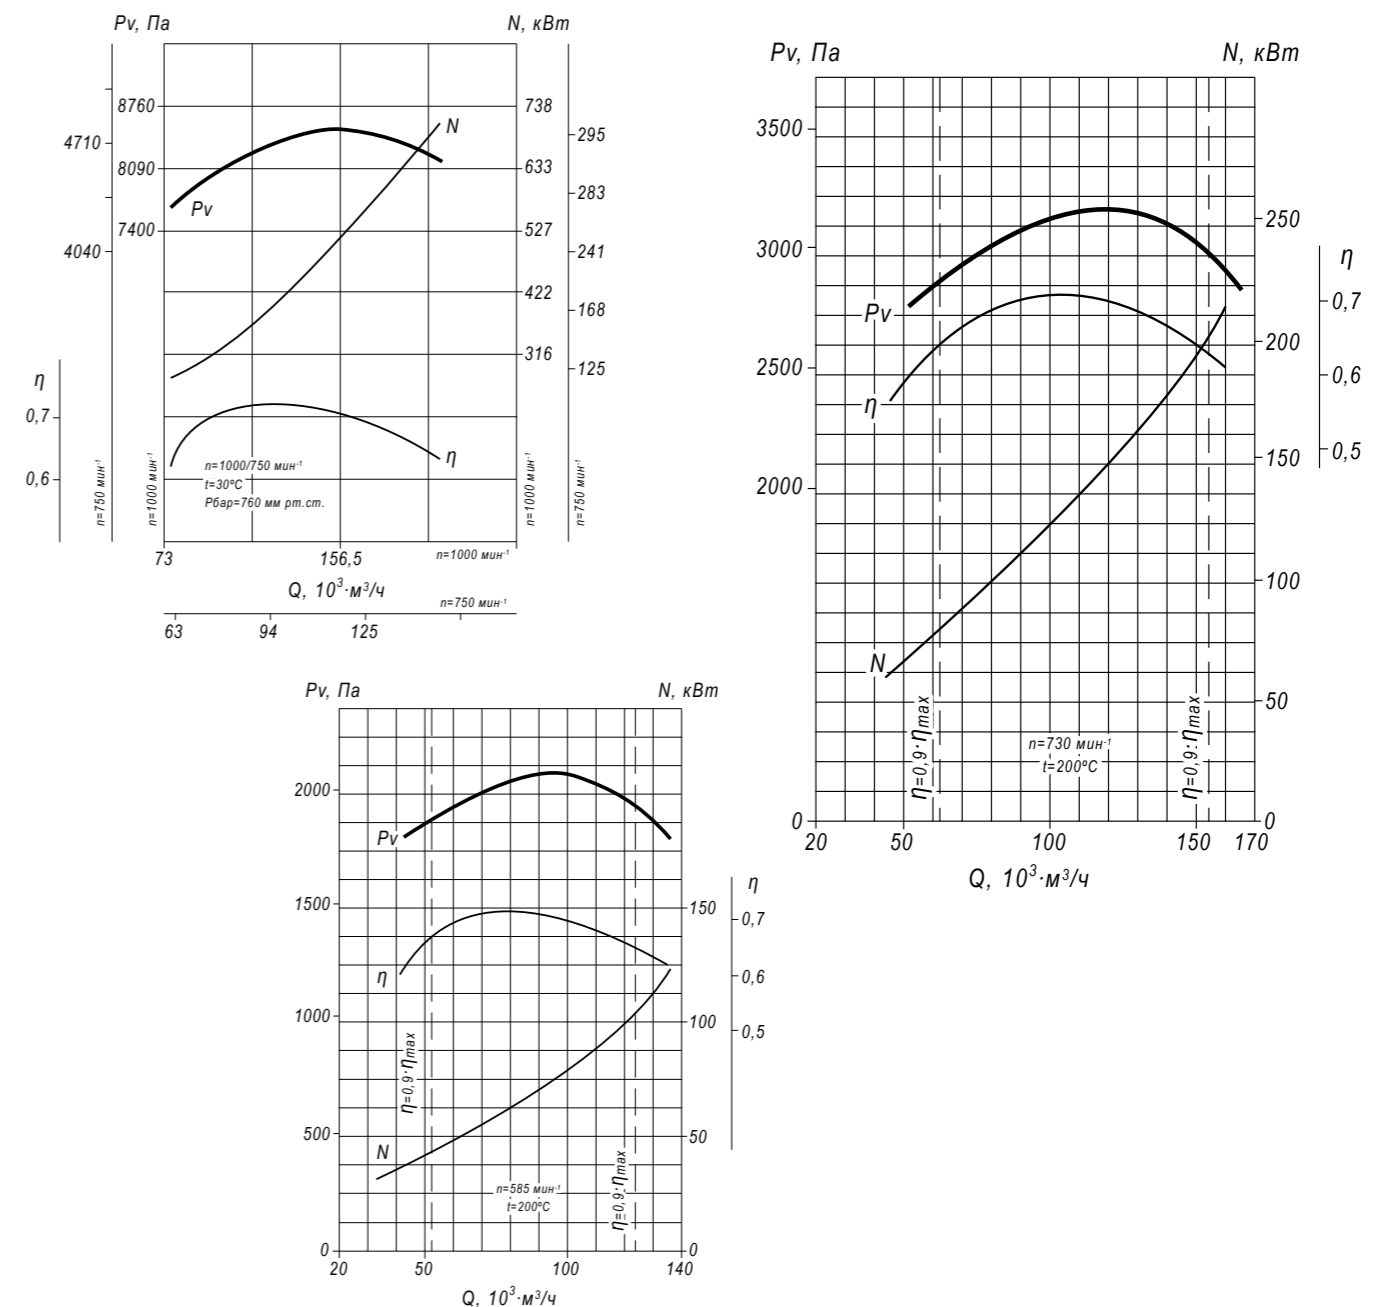 Pv, Па
N, кВт
8760
8090
7400
4710
4040
738
633
527
422
316
295
283
241
168
125
N
Pv
η
η
0,7
0,6
n=750 мин⁻¹
n=1000 мин⁻¹
n=1000/750 мин⁻¹
t=30ºC
Рбар=760 мм рт.ст.
n=1000 мин⁻¹
n=750 мин⁻¹
73
156,5
n=1000 мин⁻¹
Q, 10³·м³/ч
n=750 мин⁻¹
63
94
125
Pv, Па
N, кВт
3500
3000
2500
2000
0
250
200
150
100
50
0
η
0,7
0,6
0,5
Pv
η
N
η=0,9·ηmax
η=0,9·ηmax
n=730 мин⁻¹
t=200ºC
20
50
100
150
170
Q, 10³·м³/ч
Pv, Па
N, кВт
2000
1500
1000
500
0
150
100
50
0
η
0,7
0,6
0,5
Pv
η
N
η=0,9·ηmax
η=0,9·ηmax
n=585 мин⁻¹
t=200ºC
20
50
100
140
Q, 10³·м³/ч